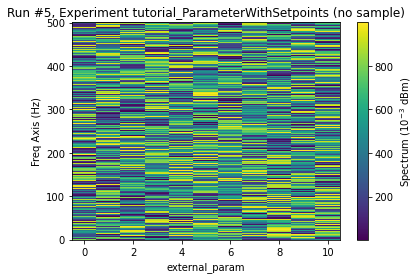 Run #5, Experiment tutorial_ParameterWithSetpoints (no sample)
500
400
300
200
100
0
Freq Axis (Hz)
0 2 4 6 8 10
external_param
800
600
400
200
Spectrum (10⁻³ dBm)